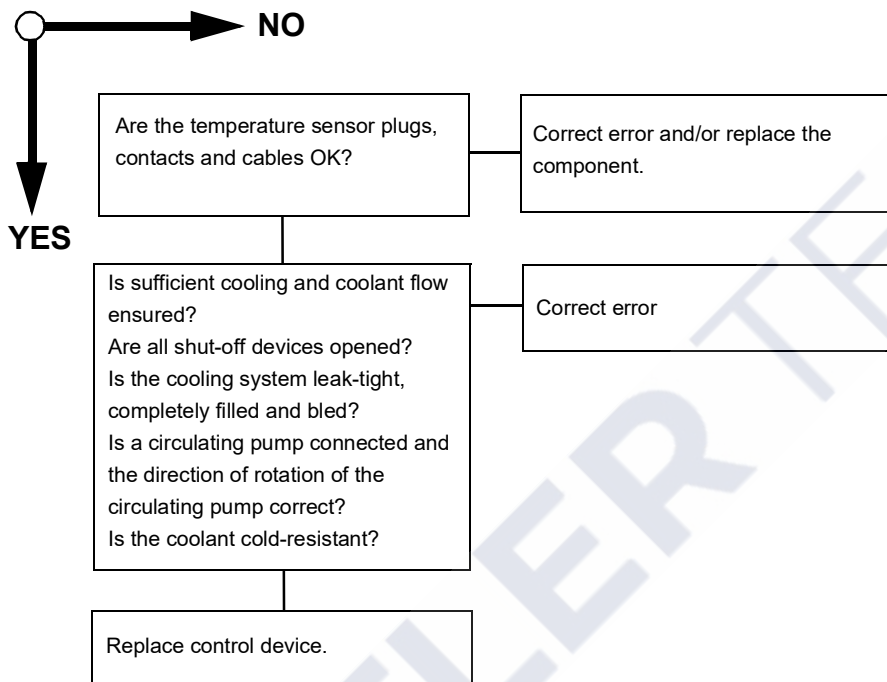 NO
YES
Are the temperature sensor plugs,
contacts and cables OK?
Correct error and/or replace the
component.
Is sufficient cooling and coolant flow
ensured?
Are all shut-off devices opened?
Is the cooling system leak-tight,
completely filled and bled?
Is a circulating pump connected and
the direction of rotation of the
circulating pump correct?
Is the coolant cold-resistant?
Correct error
Replace control device.
LER TE